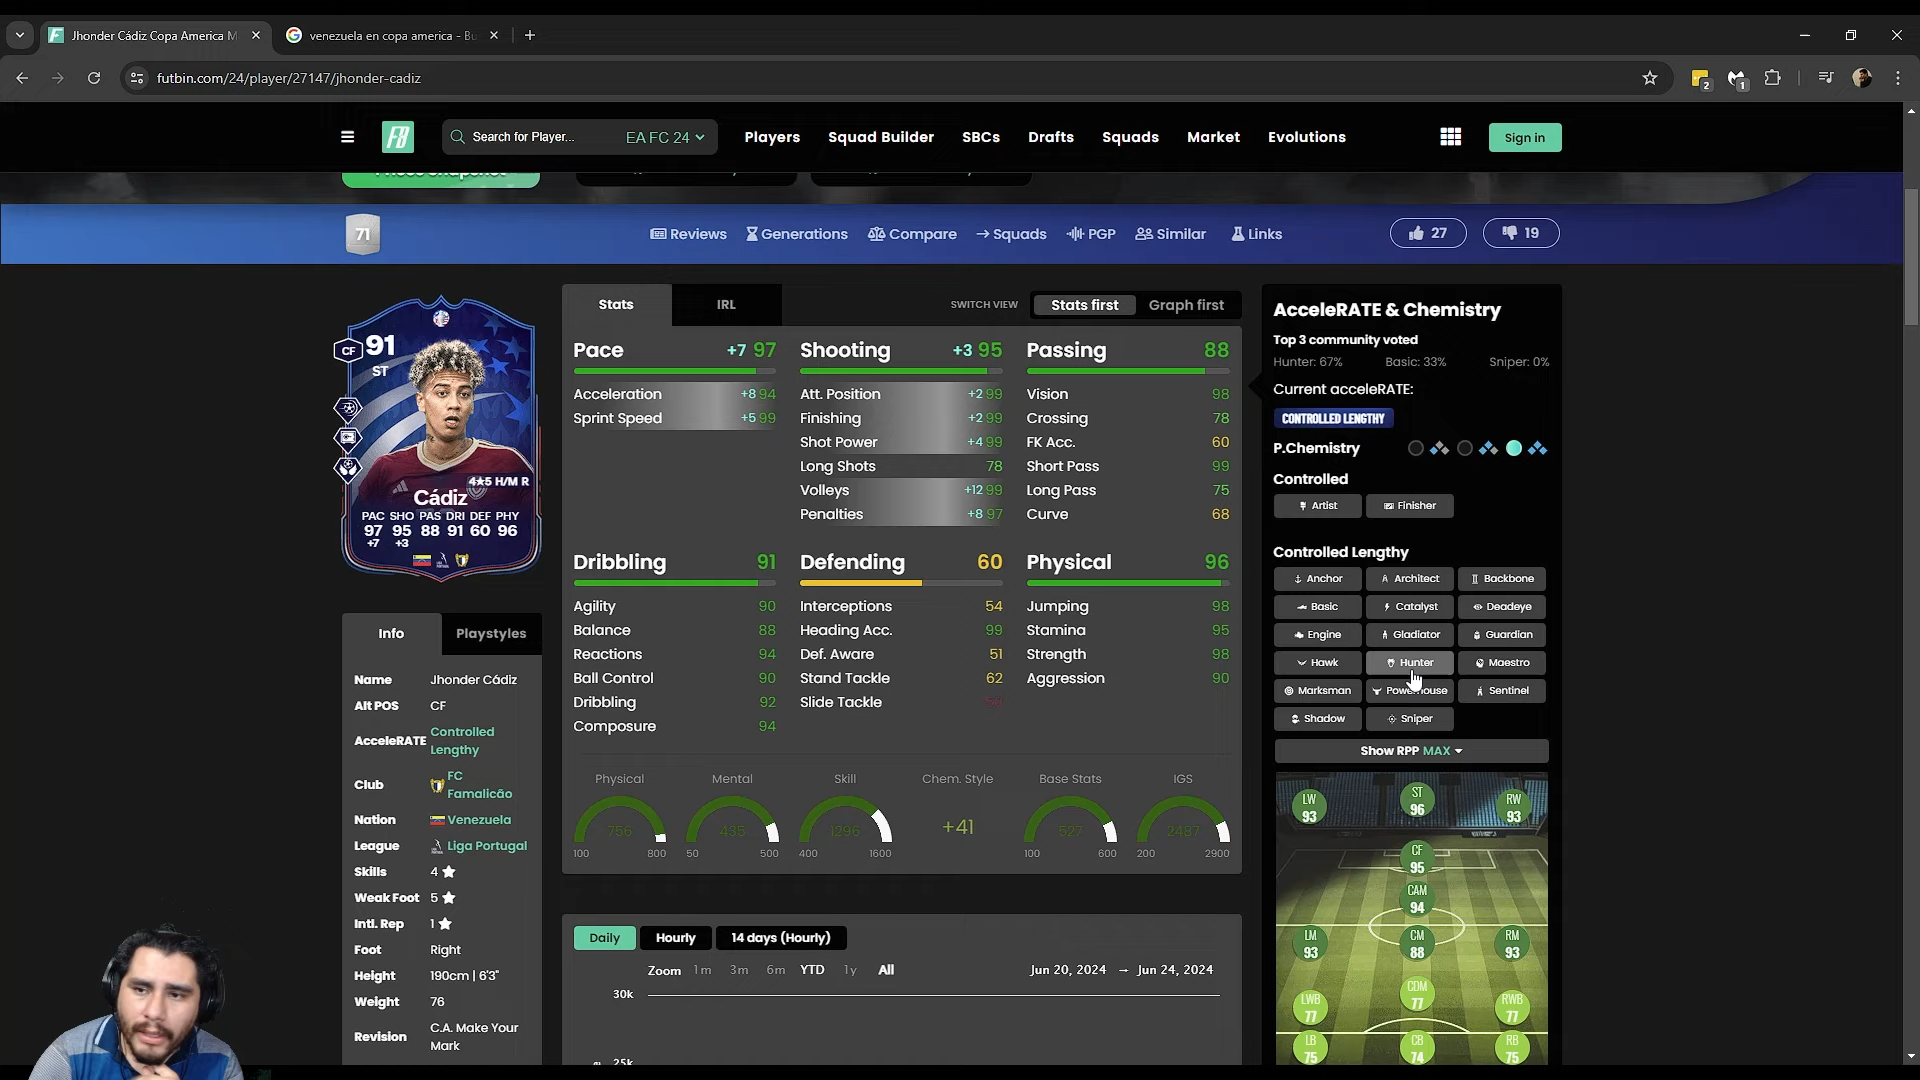 Jhonder Cádiz Copa America M
venezuela en copa america - Bu
futbin.com/24/player/27147/jhonder-cadiz
2
1
Search for Player...
EA FC 24
Players
Squad Builder
SBCs
Drafts
Squads
Market
Evolutions
Sign in
71
Reviews
Generations
Compare
Squads
PGP
Similar
Links
27
19
91
CF
ST
4★5 H/M R
Cádiz
PAC SHO PAS DRI DEF PHY
97 95 88 91 60 96
+7 +3
Info
Playstyles
Name Jhonder Cádiz
Alt POS CF
AcceleRATE Controlled
Lengthy
Club FC
Famalicão
Nation Venezuela
League Liga Portugal
Skills 4 ★
Weak Foot 5 ★
Intl. Rep 1 ★
Foot Right
Height 190cm | 6'3"
Weight 76
Revision C.A. Make Your
Mark
Stats
IRL
SWITCH VIEW
Stats first
Graph first
Pace +7 97
Acceleration +8 94
Sprint Speed +5 99
Shooting +3 95
Att. Position +2 99
Finishing +2 99
Shot Power +4 99
Long Shots 78
Volleys +12 99
Penalties +8 97
Passing 88
Vision 98
Crossing 78
FK Acc. 60
Short Pass 99
Long Pass 75
Curve 68
Dribbling 91
Agility 90
Balance 88
Reactions 94
Ball Control 90
Dribbling 92
Composure 94
Defending 60
Interceptions 54
Heading Acc. 99
Def. Aware 51
Stand Tackle 62
Slide Tackle
Physical 96
Jumping 98
Stamina 95
Strength 98
Aggression 90
Physical
756
100 800
Mental
435
50 500
Skill
1296
400 1600
Chem. Style
+41
Base Stats
527
100 600
IGS
2487
200 2900
Daily
Hourly
14 days (Hourly)
Zoom 1m 3m 6m YTD 1y All
Jun 20, 2024 → Jun 24, 2024
30k
25k
AcceleRATE & Chemistry
Top 3 community voted
Hunter: 67% Basic: 33% Sniper: 0%
Current acceleRATE:
CONTROLLED LENGTHY
P.Chemistry
Controlled
Artist
Finisher
Controlled Lengthy
Anchor
Architect
Backbone
Basic
Catalyst
Deadeye
Engine
Gladiator
Guardian
Hawk
Hunter
Maestro
Marksman
Powerhouse
Sentinel
Shadow
Sniper
Show RPP MAX
LW
93
ST
96
RW
93
CF
95
CAM
94
LM
93
CM
88
RM
93
CDM
77
LWB
77
RWB
77
LB
75
CB
74
RB
75